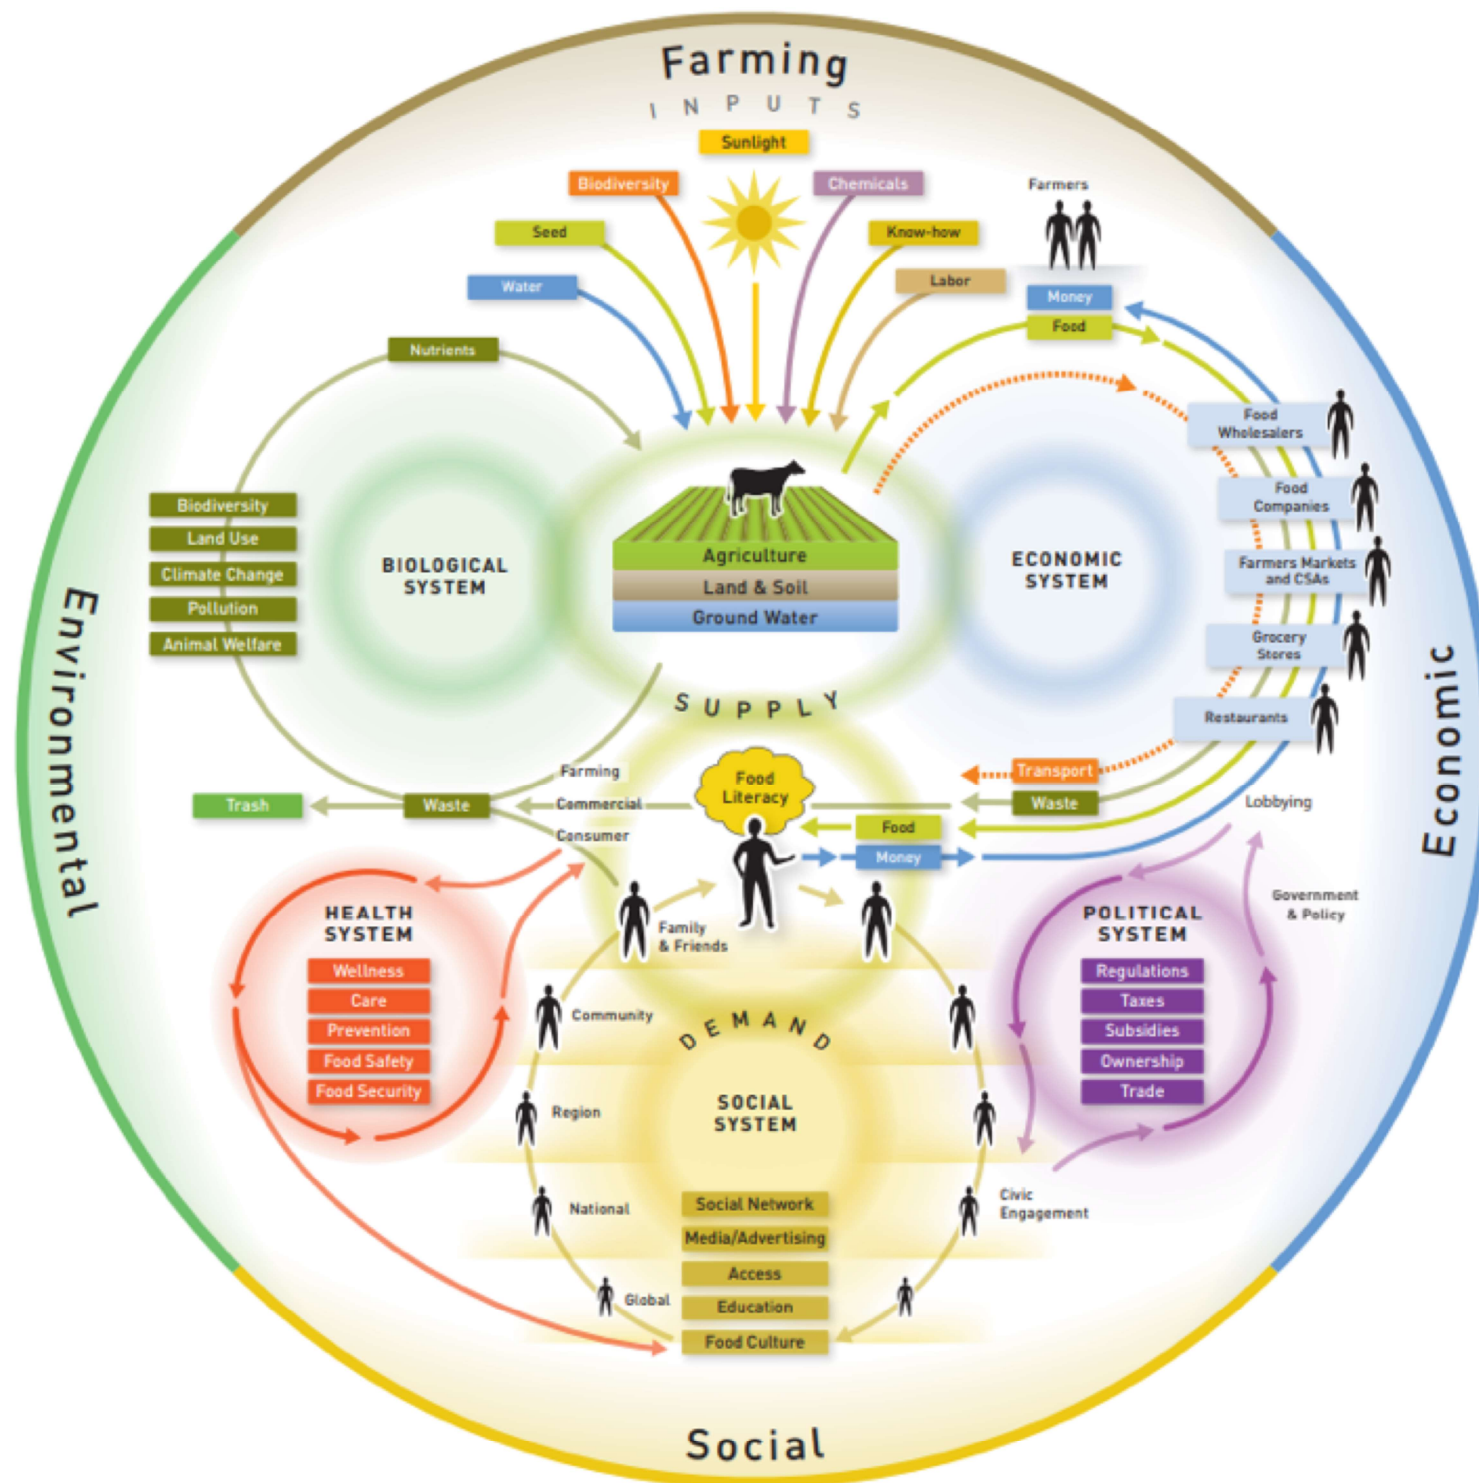 Farming
INPUTS
Sunlight
Biodiversity
Chemicals
Farmers
Seed
Know-how
Water
Labor
Money
Food
Nutrients
Food
Wholesalers
Food
Companies
Farmers Markets
and CSAs
Grocery
Stores
Restaurants
Biodiversity
Land Use
Climate Change
Pollution
Animal Welfare
BIOLOGICAL
SYSTEM
Agriculture
Land & Soil
Ground Water
ECONOMIC
SYSTEM
Environmental
Economic
SUPPLY
Farming
Commercial
Consumer
Trash
Waste
Food
Literacy
Transport
Waste
Food
Money
Lobbying
Government
& Policy
HEALTH
SYSTEM
Wellness
Care
Prevention
Food Safety
Food Security
Family
& Friends
Community
Region
National
Global
DEMAND
SOCIAL
SYSTEM
Social Network
Media/Advertising
Access
Education
Food Culture
POLITICAL
SYSTEM
Regulations
Taxes
Subsidies
Ownership
Trade
Civic
Engagement
Social